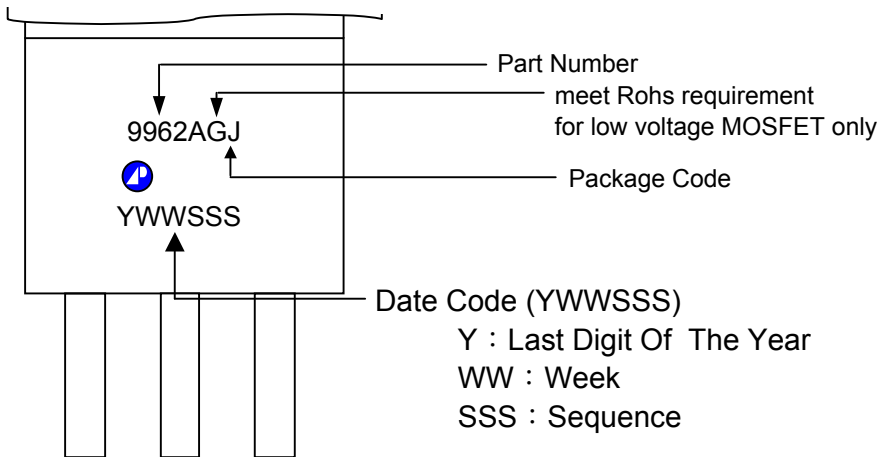 Part Number
meet Rohs requirement
for low voltage MOSFET only
9962AGJ
Package Code
YWWSSS
Date Code (YWWSSS)
Y：Last Digit Of The Year
WW：Week
SSS：Sequence